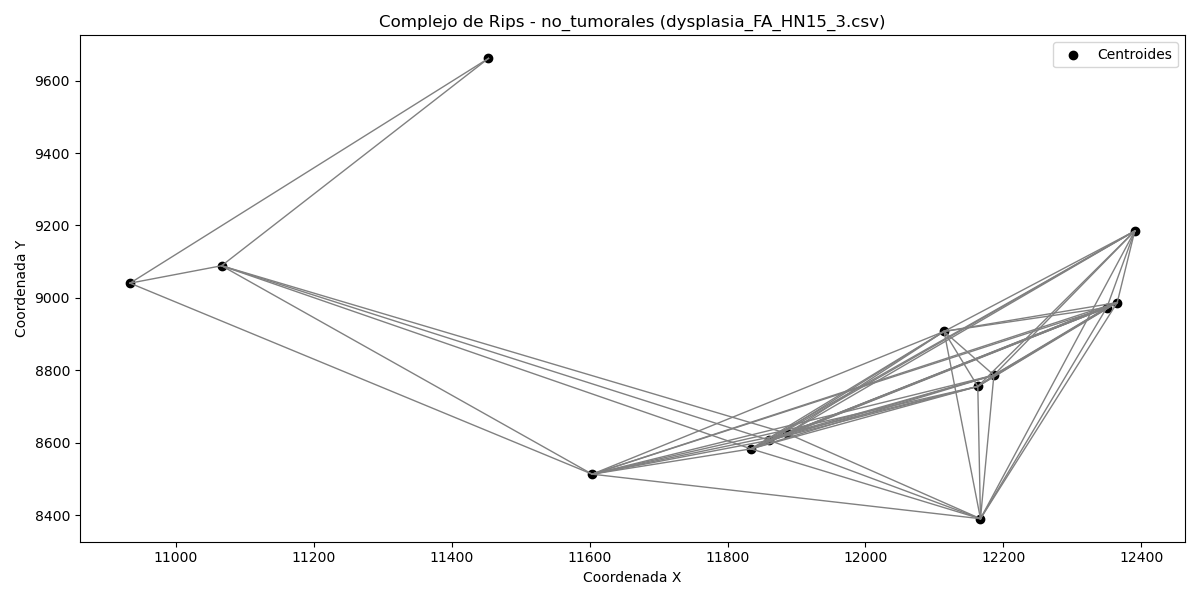 Complejo de Rips - no_tumorales (dysplasia_FA_HN15_3.csv)
Centroides
Coordenada Y
9600
9400
9200
9000
8800
8600
8400
11000 11200 11400 11600 11800 12000 12200 12400
Coordenada X